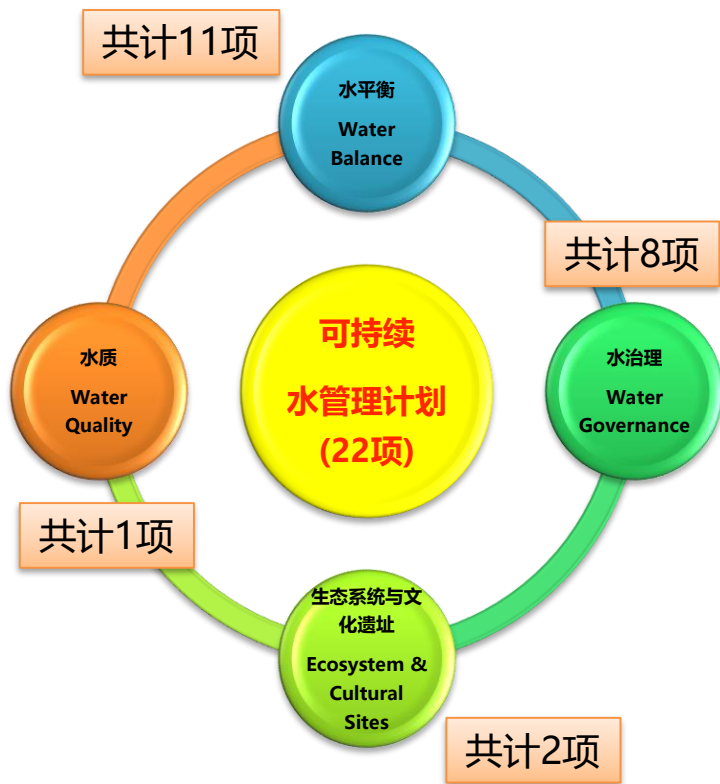 共计11项
水平衡
Water
Balance
共计8项
可持续
水管理计划
(22项)
水质
Water
Quality
水治理
Water
Governance
共计1项
生态系统与文
化遗址
Ecosystem &
Cultural
Sites
共计2项